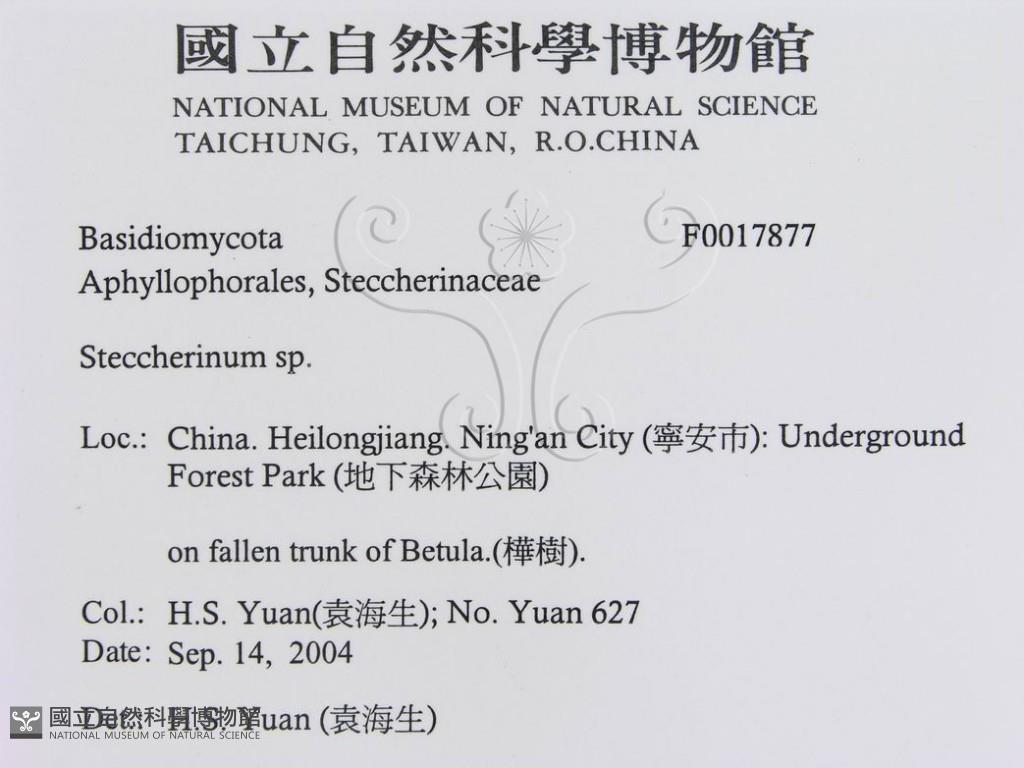 國立自然科學博物館
NATIONAL MUSEUM OF NATURAL SCIENCE
TAICHUNG, TAIWAN, R.O.CHINA
Basidiomycota F0017877
Aphyllophorales, Steccherinaceae
Steccherinum sp.
Loc.: China. Heilongjiang. Ning'an City (寧安市): Underground
Forest Park (地下森林公園)
on fallen trunk of Betula.(樺樹).
Col.: H.S. Yuan(袁海生); No. Yuan 627
Date: Sep. 14, 2004
Det.: H.S. Yuan (袁海生)
國立自然科學博物館
NATIONAL MUSEUM OF NATURAL SCIENCE